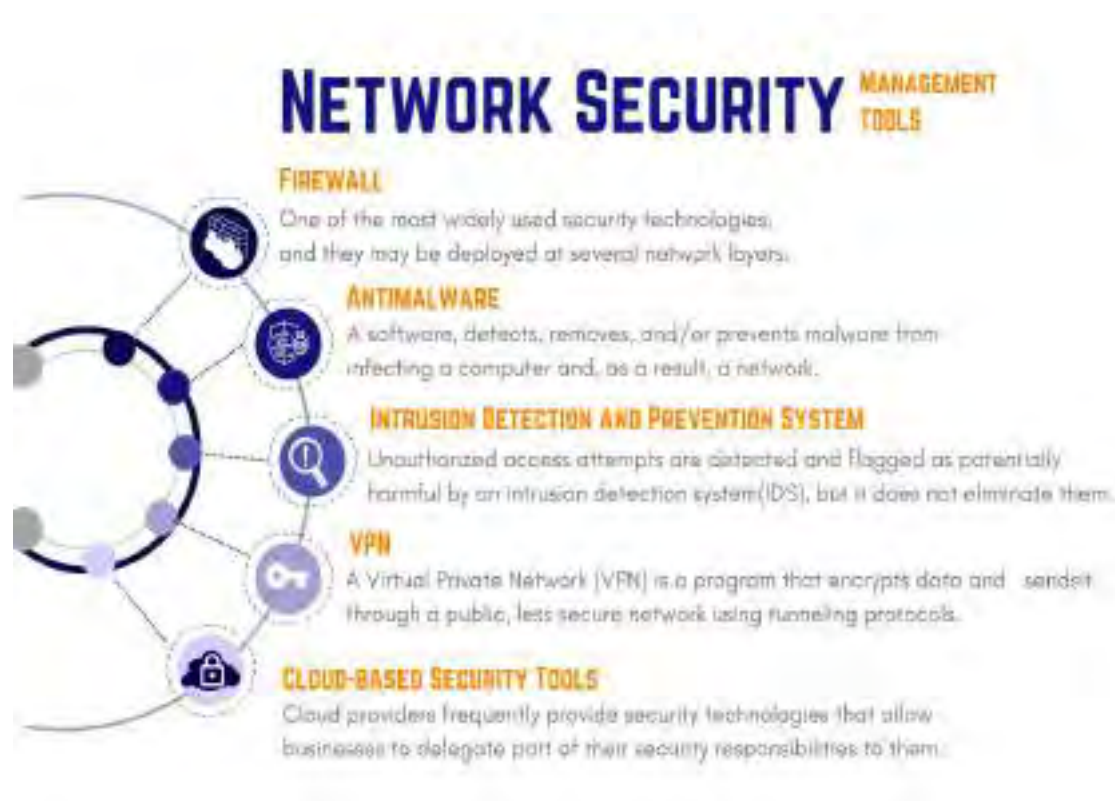 NETWORK SECURITY MANAGEMENT TOOLS
FIREWALL
One of the most widely used security technologies,
and they may be deployed at several network layers.
ANTIMALWARE
A software, detects, removes, and/or prevents malware from
infecting a computer and, as a result, a network.
INTRUSION DETECTION AND PREVENTION SYSTEM
Unauthorized access attempts are detected and flagged as potentially
harmful by an intrusion detection system(IDS), but it does not eliminate them.
VPN
A Virtual Private Network (VPN) is a program that encrypts data and sendsit
through a public, less secure network using tunneling protocols.
CLOUD-BASED SECURITY TOOLS
Cloud providers frequently provide security technologies that allow
businesses to delegate part of their security responsibilities to them.